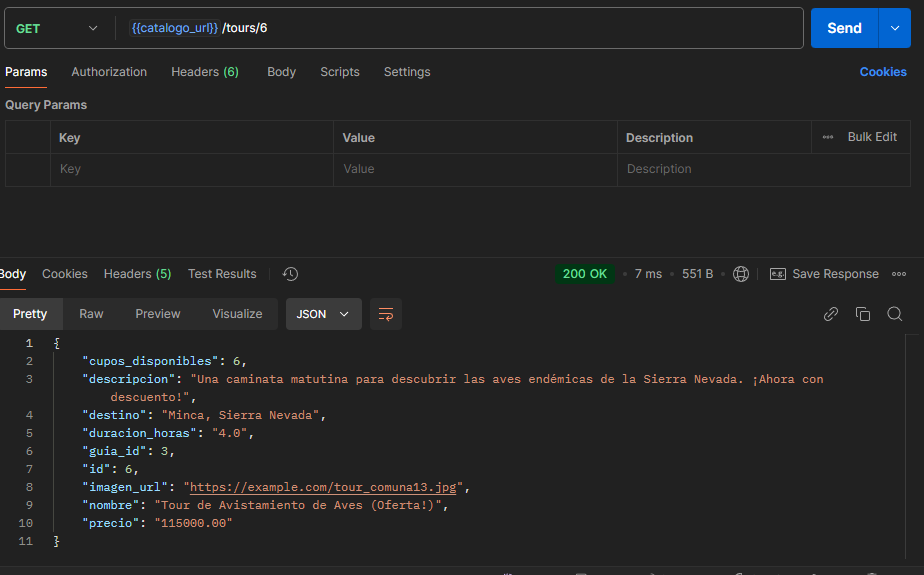 GET {{catalogo_url}} /tours/6 Send
Params Authorization Headers (6) Body Scripts Settings Cookies
Query Params
Key Value Description ••• Bulk Edit
Key Value Description
Body Cookies Headers (5) Test Results 200 OK • 7 ms • 551 B • e.g. Save Response •••
Pretty Raw Preview Visualize JSON
1 {
2 "cupos_disponibles": 6,
3 "descripcion": "Una caminata matutina para descubrir las aves endémicas de la Sierra Nevada. ¡Ahora con
descuento!",
4 "destino": "Minca, Sierra Nevada",
5 "duracion_horas": "4.0",
6 "guia_id": 3,
7 "id": 6,
8 "imagen_url": "https://example.com/tour_comuna13.jpg",
9 "nombre": "Tour de Avistamiento de Aves (Oferta!)",
10 "precio": "115000.00"
11 }